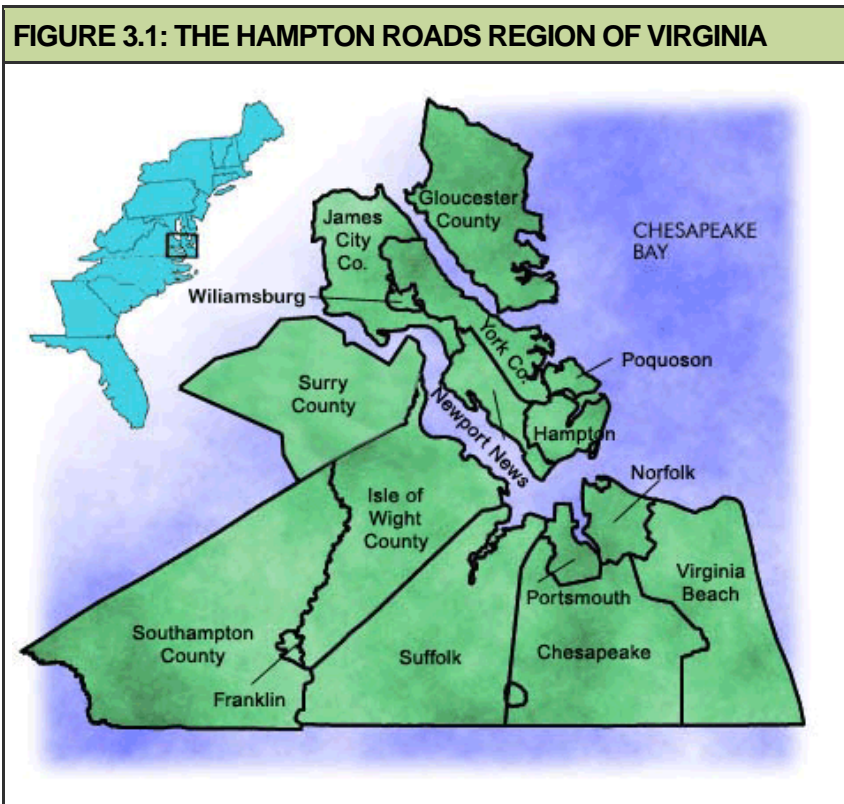 FIGURE 3.1: THE HAMPTON ROADS REGION OF VIRGINIA
Gloucester
County
James
City
Co.
CHESAPEAKE
BAY
Wiliamsburg
York Co.
Poquoson
Surry
County
Newport News
Hampton
Norfolk
Isle of
Wight
County
Virginia
Beach
Portsmouth
Southampton
County
Suffolk
Chesapeake
Franklin